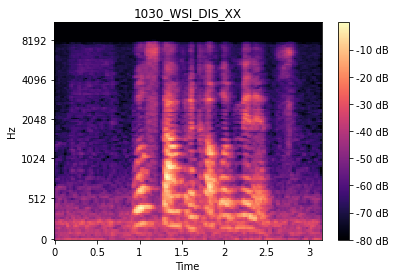 1030_WSI_DIS_XX
8192
4096
2048
1024
512
0
Hz
0 0.5 1 1.5 2 2.5 3
Time
-10 dB
-20 dB
-30 dB
-40 dB
-50 dB
-60 dB
-70 dB
-80 dB